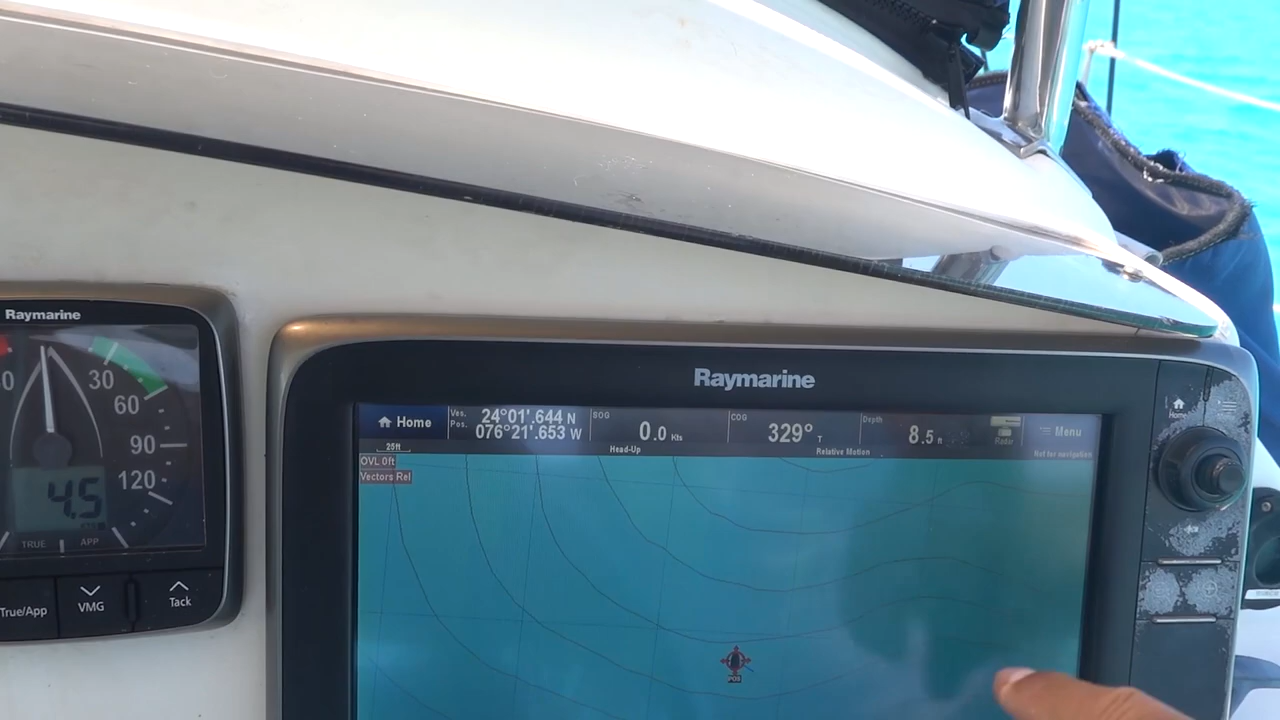 Raymarine
30
60
90
120
4.5
TRUE APP
True/App
VMG
Tack
Raymarine
Home
Ves. Pos.
24°01'.644 N
076°21'.653 W
SOG
0.0 Kts
COG
329° T
Depth
8.5 ft
Radar
Menu
25ft
Head-Up
Relative Motion
Not for navigation
OVL 0ft
Vectors Rel
POS
Home